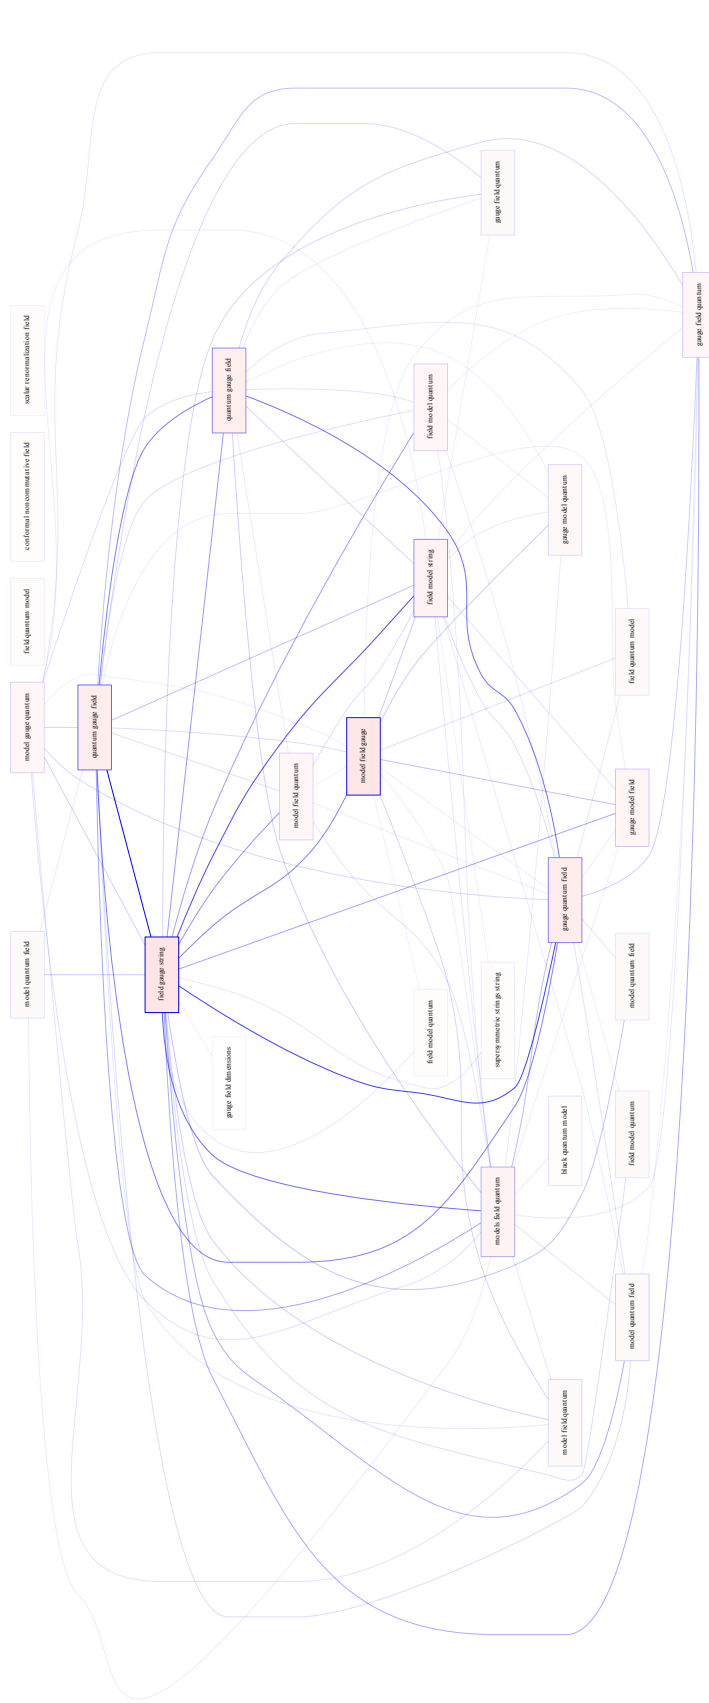 scalar renormalization field
conformal noncommutative field
field quantum model
model gauge quantum
model quantum field
quantum gauge field
field gauge string
quantum gauge field
gauge field dimensions
model field quantum
model field gauge
field model quantum
field model string
field model quantum
gauge field quantum
supersymmetric strings string
models field quantum
gauge model quantum
gauge quantum field
black quantum model
model field quantum
field quantum model
gauge model field
model quantum field
field model quantum
model quantum field
gauge field quantum